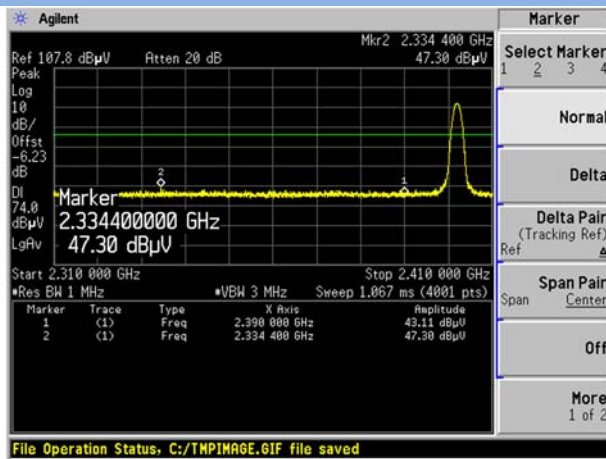 Agilent
Marker
Mkr2 2.334 400 GHz
Ref 107.8 dBµV Atten 20 dB 47.30 dBµV
Peak
Log
10
dB/
Offst
-6.23
dB
DI
74.0
dBµV
LgAv
2
1
Marker
2.334400000 GHz
47.30 dBµV
Start 2.310 000 GHz Stop 2.410 000 GHz
*Res BW 1 MHz *VBW 3 MHz Sweep 1.067 ms (4001 pts)
Marker Trace Type X Axis Amplitude
1 (1) Freq 2.390 000 GHz 43.11 dBµV
2 (1) Freq 2.334 400 GHz 47.30 dBµV
File Operation Status, C:/TMPIMAGE.GIF file saved
Select Marker
1 2 3 4
Normal
Delta
Delta Pair
(Tracking Ref)
Ref Δ
Span Pair
Span Center
Off
More
1 of 2